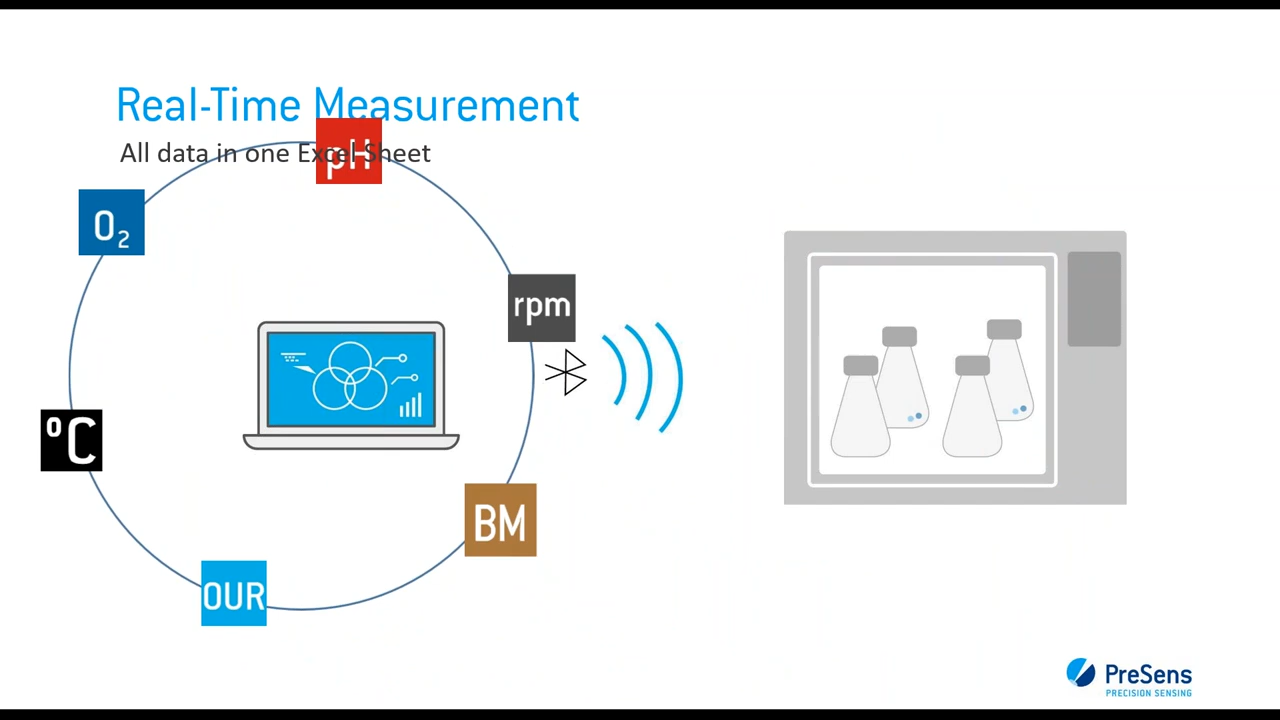 Real-Time Measurement
All data in one Excel Sheet
pH
O₂
rpm
°C
BM
OUR
PreSens
PRECISION SENSING